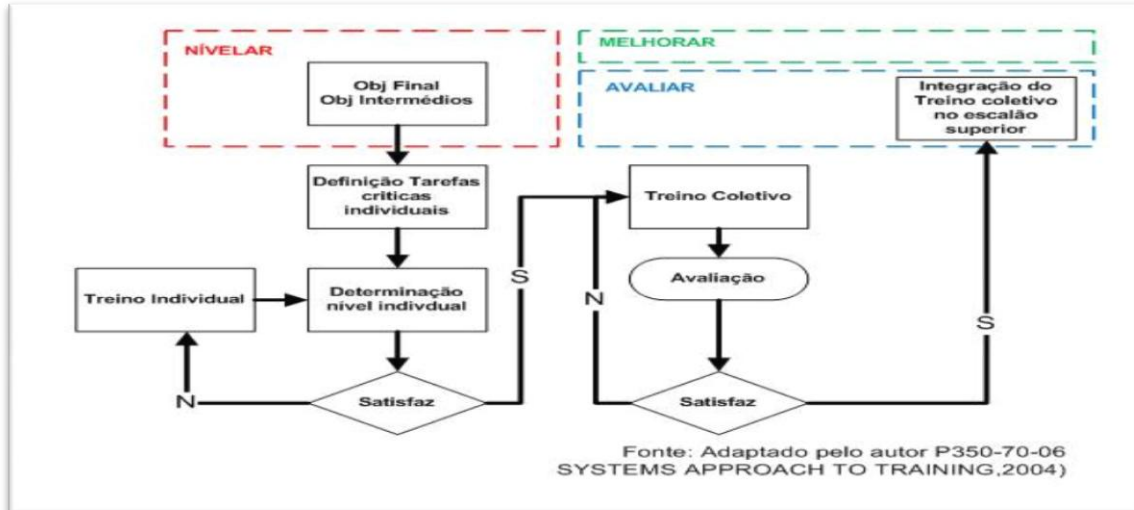 NÍVELAR
Obj Final
Obj Intermédios
Definição Tarefas
criticas
individuais
Treino Individual
Determinação
nível indivdual
N
Satisfaz
S
MELHORAR
AVALIAR
Integração do
Treino coletivo
no escalão
superior
Treino Coletivo
Avaliação
N
Satisfaz
S
Fonte: Adaptado pelo autor P350-70-06
SYSTEMS APPROACH TO TRAINING,2004)